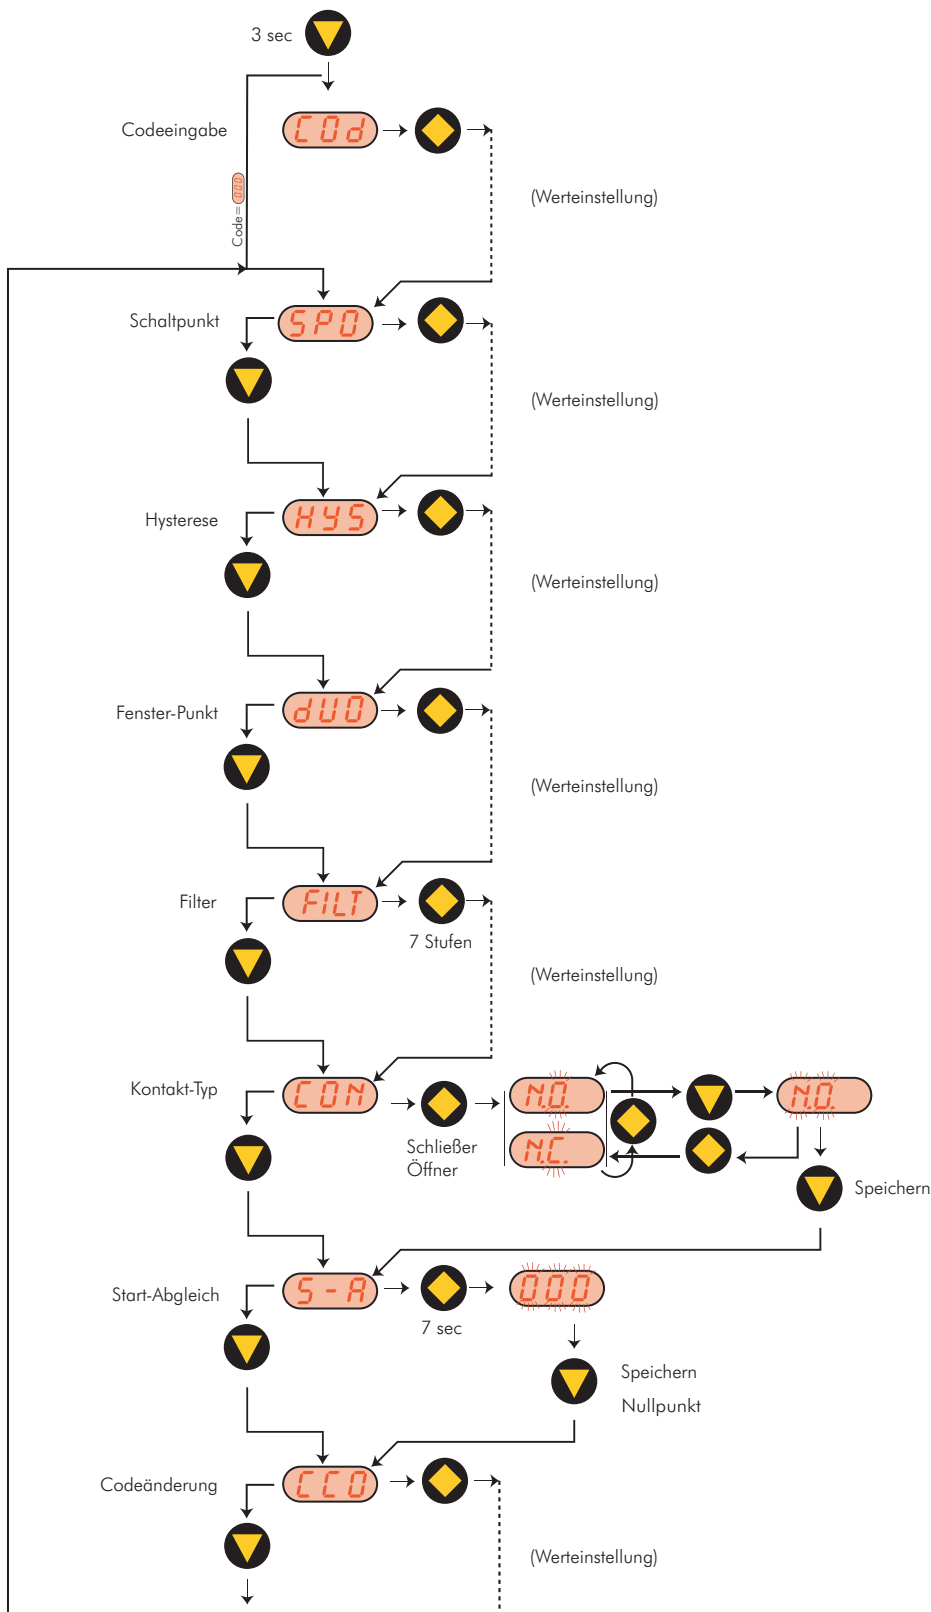 3 sec
Codeeingabe
COd
Code= 000
(Werteinstellung)
Schaltpunkt
SPO
(Werteinstellung)
Hysterese
HYS
(Werteinstellung)
Fenster-Punkt
dUO
(Werteinstellung)
Filter
FILT
7 Stufen
(Werteinstellung)
Kontakt-Typ
CON
Schließer
Öffner
N.O.
N.C.
N.O.
Speichern
Start-Abgleich
S-A
7 sec
000
Speichern
Nullpunkt
Codeänderung
CCO
(Werteinstellung)